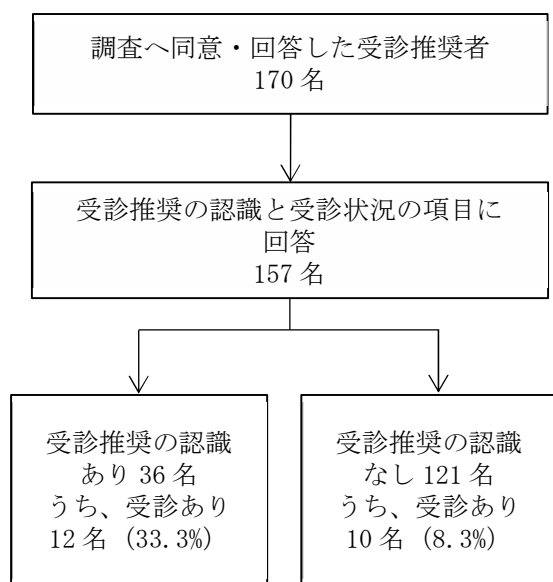 調査へ同意・回答した受診推奨者
170 名
受診推奨の認識と受診状況の項目に
回答
157 名
受診推奨の認識
あり 36 名
うち、受診あり
12 名 (33.3%)
受診推奨の認識
なし 121 名
うち、受診あり
10 名 (8.3%)